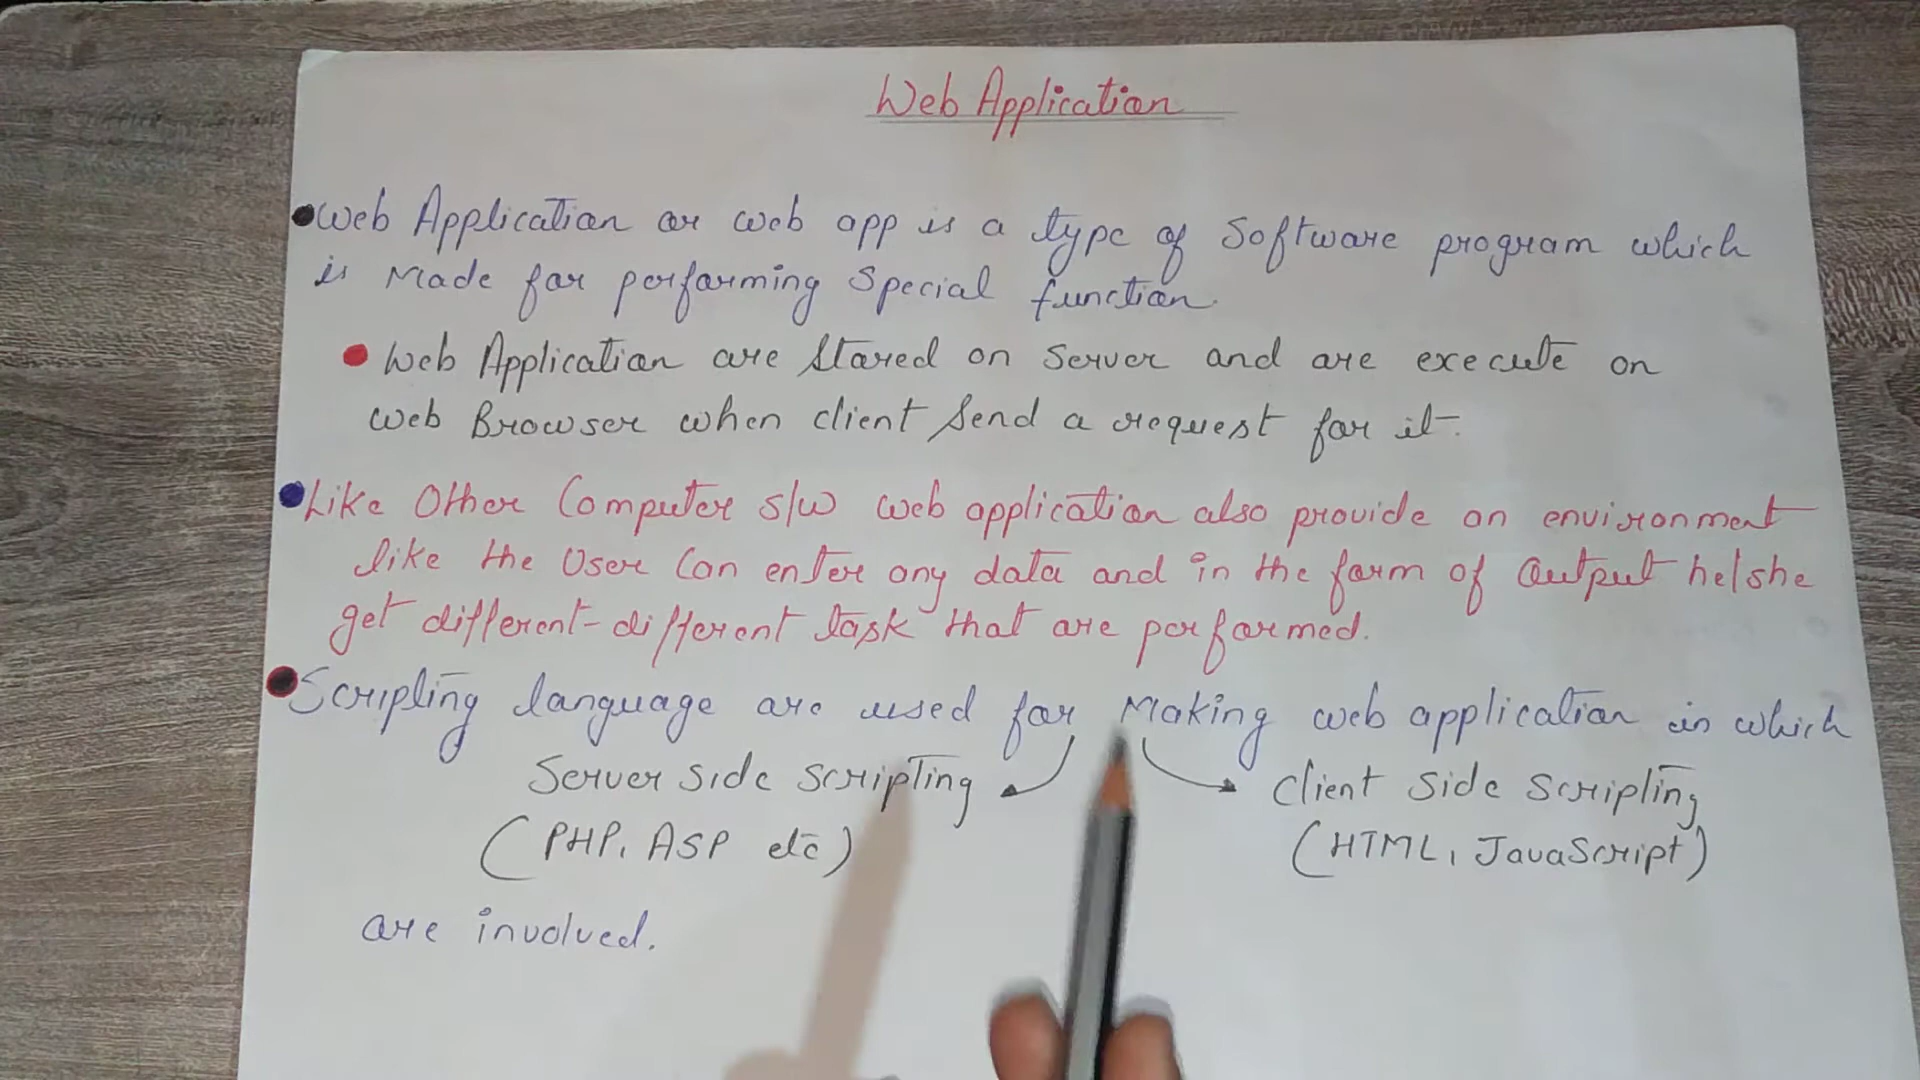 Web Application
Web Application or web app is a type of Software program which
is Made for performing Special function.
Web Application are Stored on Server and are execute on
Web Browser when client Send a request for it.
Like Other Computer s/w web application also provide an environment
like the User Can enter any data and in the form of Output he/she
get different-different task that are performed.
Scripting language are used for Making web application in which
Server side scripting
Client Side Scripting
(PHP, ASP etc)
(HTML, JavaScript)
are involved.